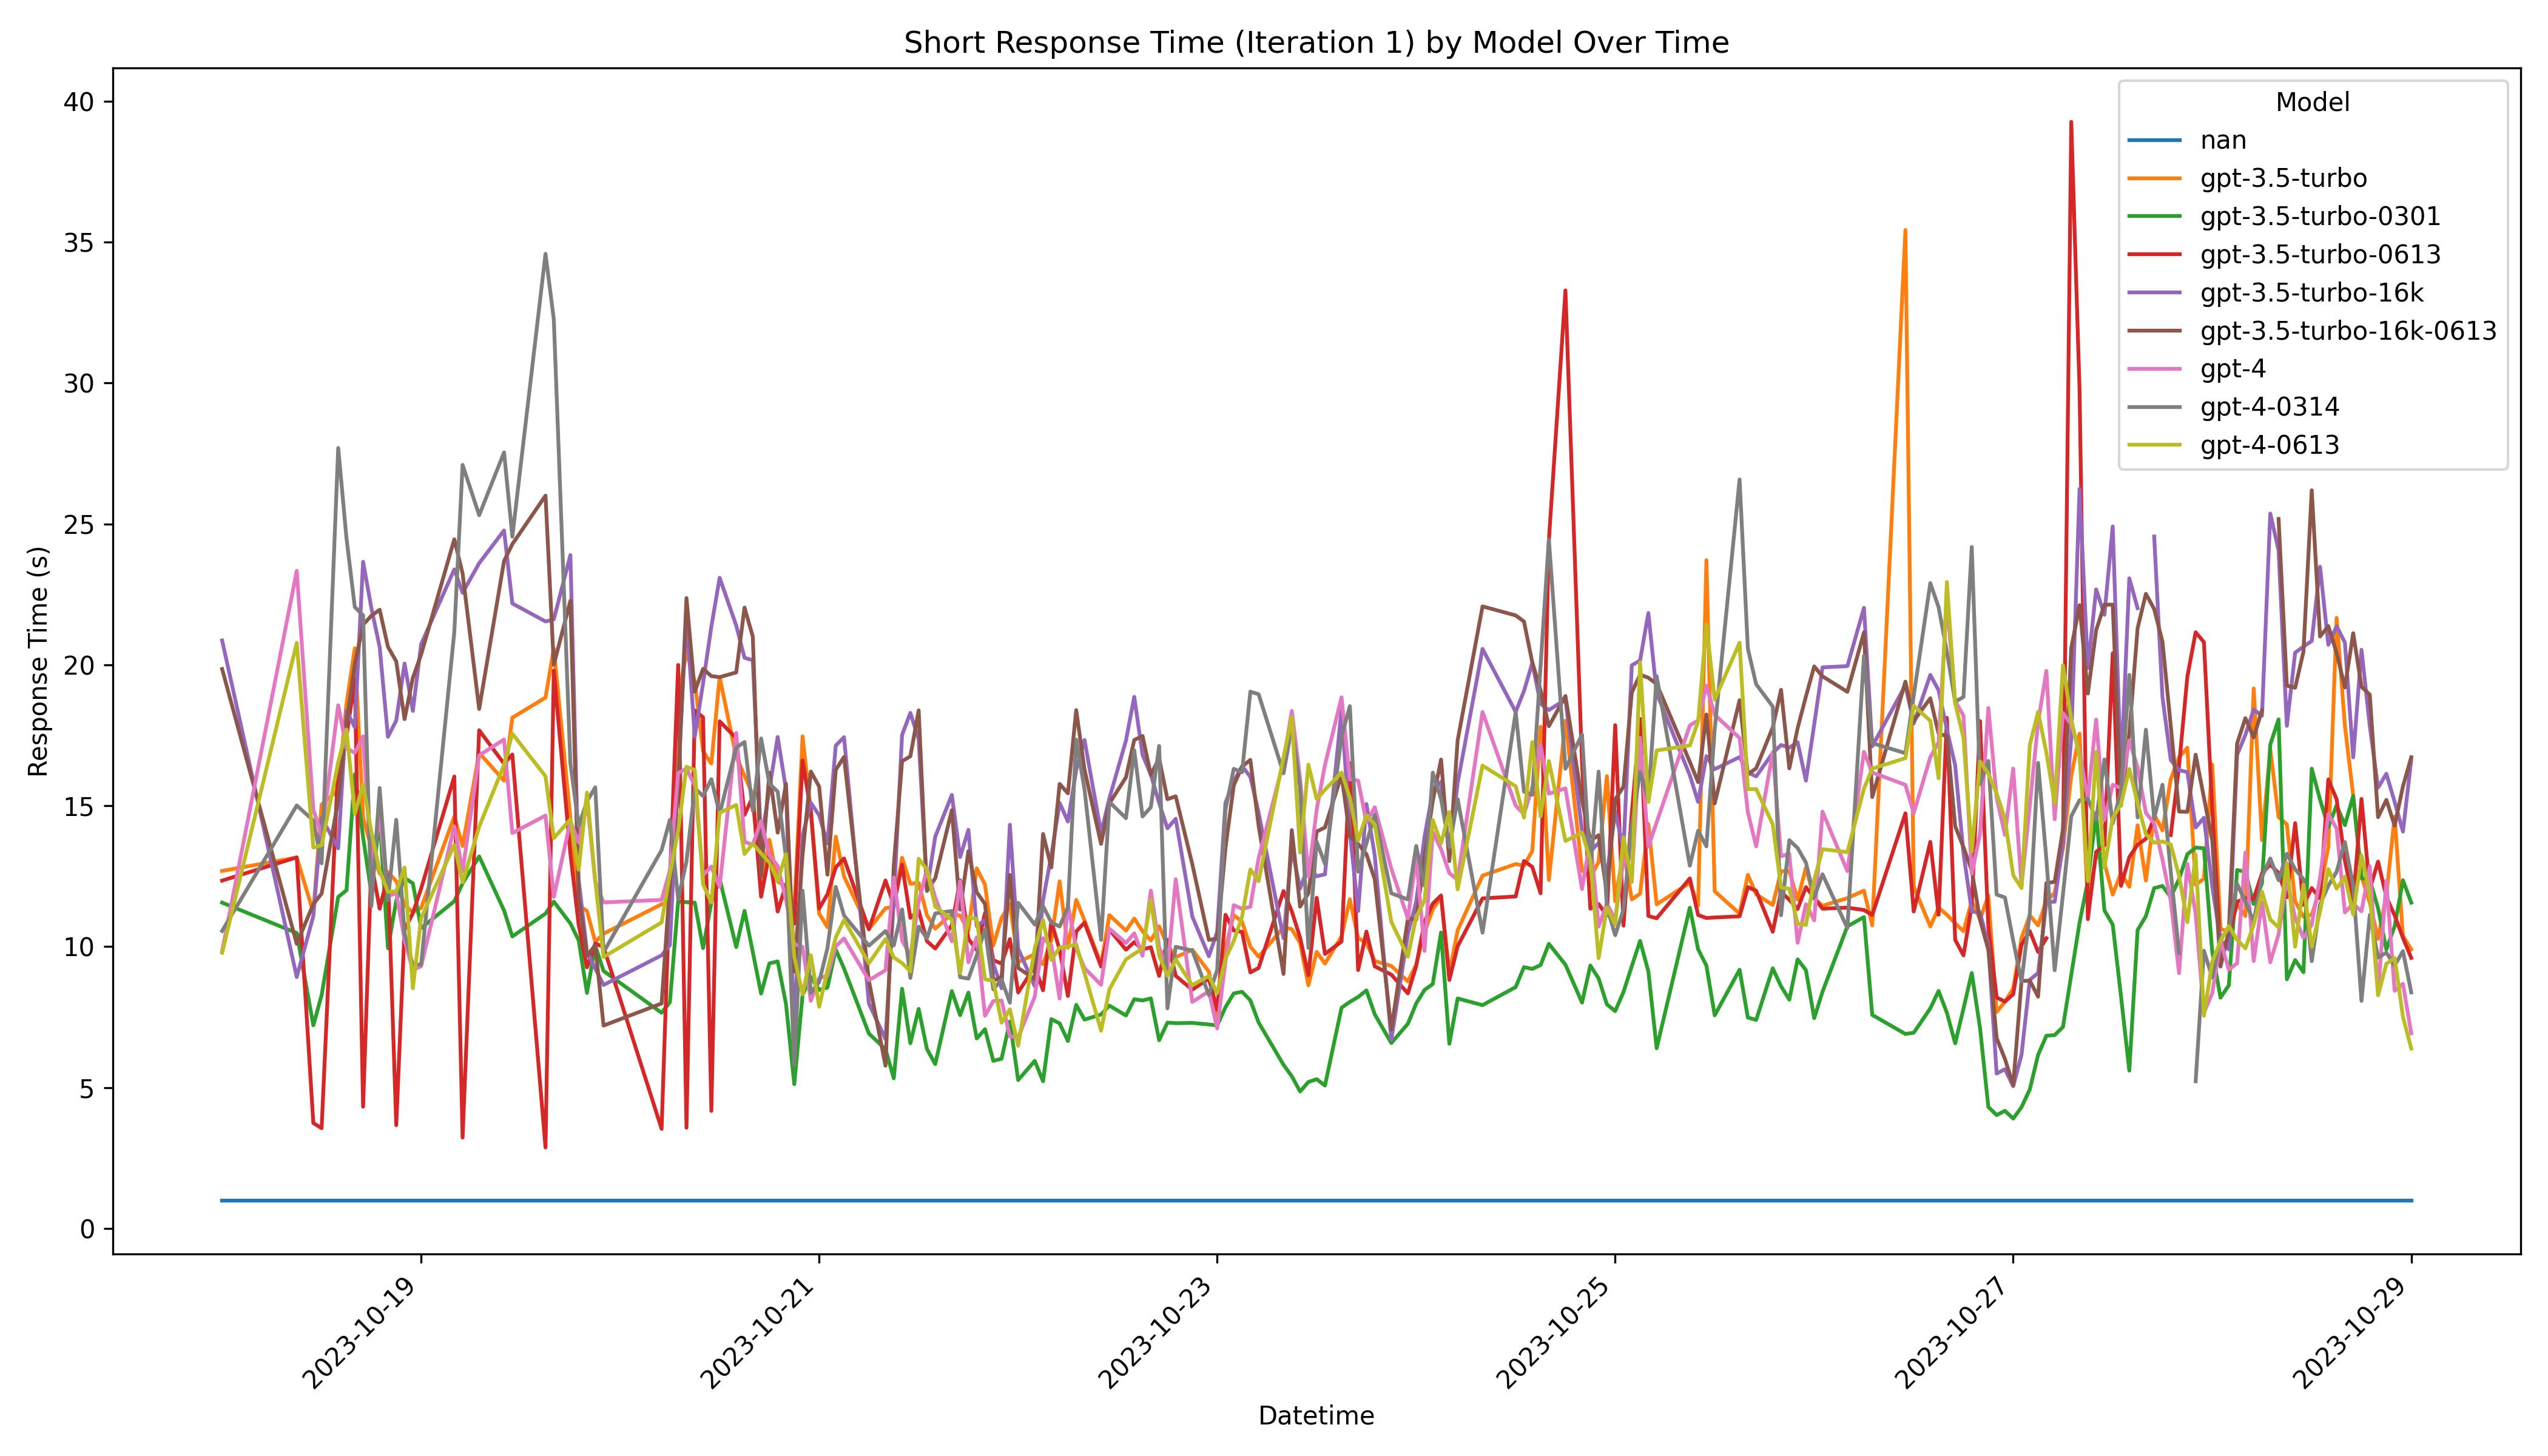 Short Response Time (Iteration 1) by Model Over Time
Response Time (s)
40
35
30
25
20
15
10
5
0
Model
nan
gpt-3.5-turbo
gpt-3.5-turbo-0301
gpt-3.5-turbo-0613
gpt-3.5-turbo-16k
gpt-3.5-turbo-16k-0613
gpt-4
gpt-4-0314
gpt-4-0613
2023-10-19
2023-10-21
2023-10-23
2023-10-25
2023-10-27
2023-10-29
Datetime